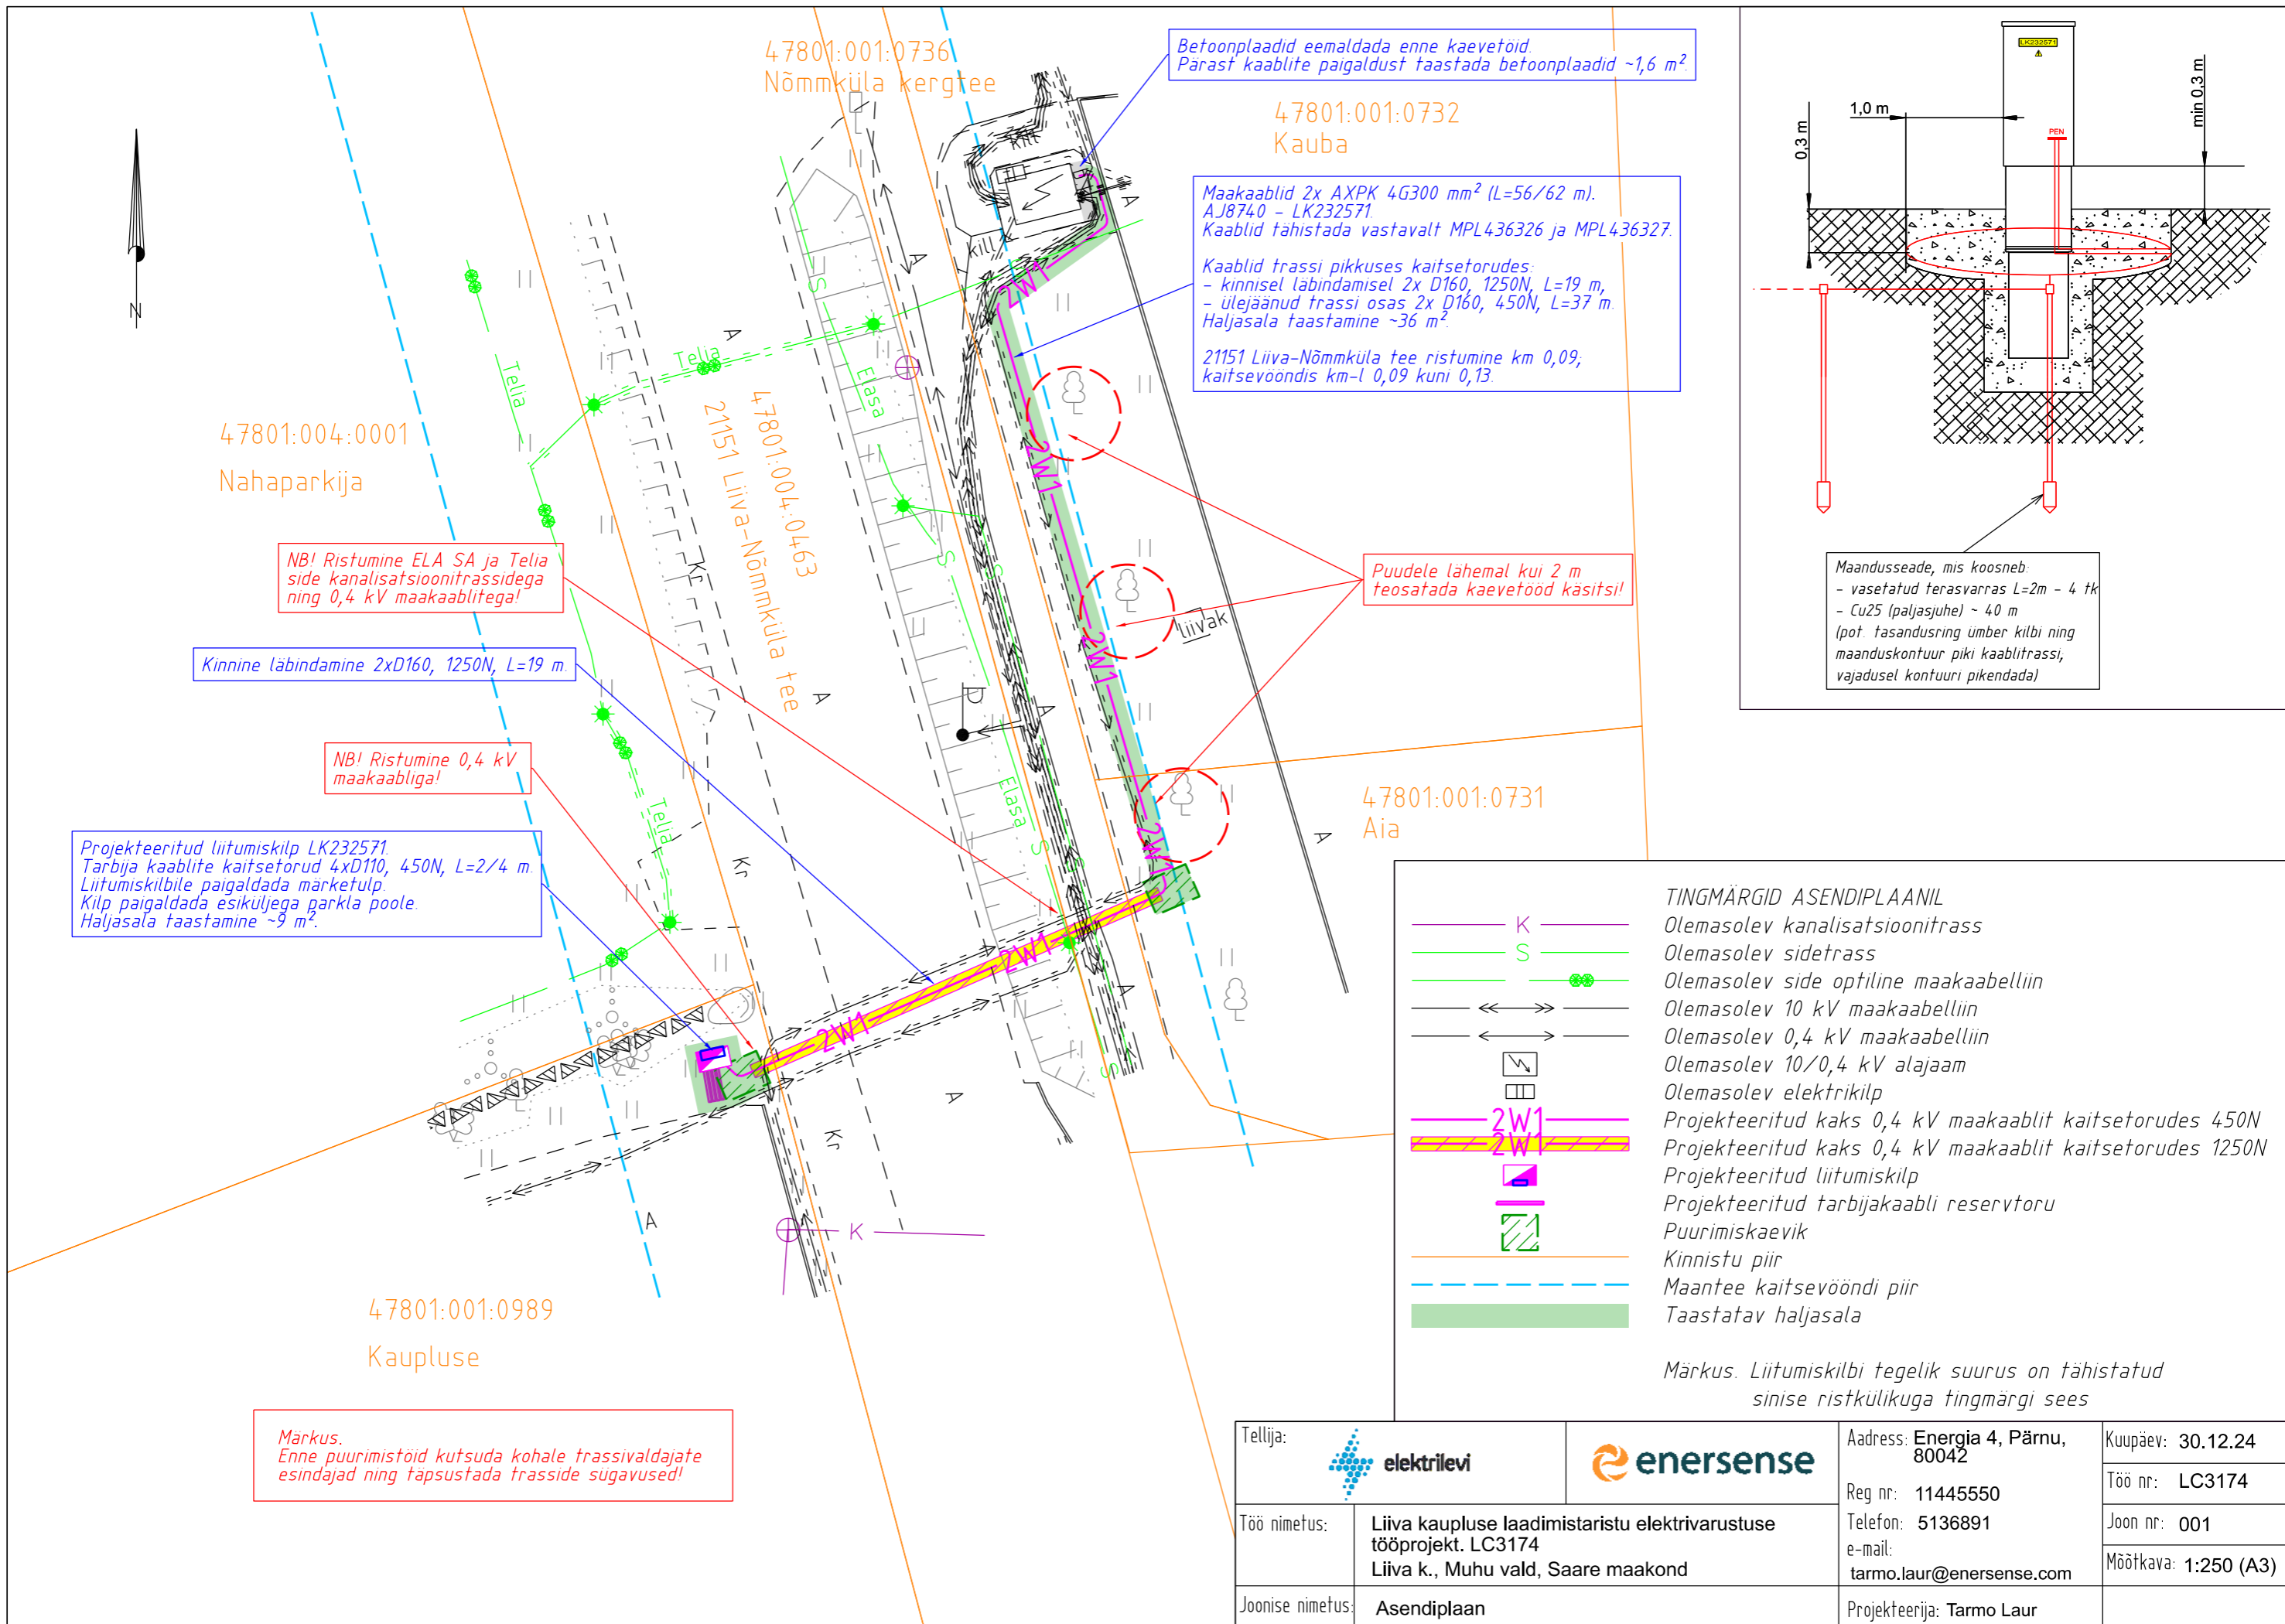 47801:001:0736
Nõmmküla kergtee
Betoonplaadid eemaldada enne kaevetöid.
Pärast kaablite paigaldust taastada betoonplaadid ~1,6 m².
47801:001:0732
Kauba
Maakaablid 2x AXPK 4G300 mm² (L=56/62 m).
AJ8740 - LK232571.
Kaablid tähistada vastavalt MPL436326 ja MPL436327.
Kaablid trassi pikkuses kaitsetorudes:
- kinnisel läbindamisel 2x D160, 1250N, L=19 m,
- ülejäänud trassi osas 2x D160, 450N, L=37 m.
Haljasala taastamine ~36 m².
21151 Liiva-Nõmmküla tee ristumine km 0,09;
kaitsevööndis km-l 0,09 kuni 0,13.
N
kill
kill
A
A
A
S
2W1
Telia
Telia
Elasa
47801:004:0463
21151 Liiva-Nõmmküla tee
47801:004:0001
Nahaparkija
2W1
S
S
Kr
NB! Ristumine ELA SA ja Telia
side kanalisatsioonitrassidega
ning 0,4 kV maakaablitega!
Puudele lähemal kui 2 m
teosatada kaevetööd käsitsi!
liivak
Kinnine läbindamine 2xD160, 1250N, L=19 m.
2W1
A
A
NB! Ristumine 0,4 kV
maakaabliga!
Telia
Elasa
S
47801:001:0731
Aia
A
Kr
2W1
Projekteeritud liitumiskilp LK232571.
Tarbija kaablite kaitsetorud 4xD110, 450N, L=2/4 m.
Liitumiskilbile paigaldada märketulp.
Kilp paigaldada esiküljega parkla poole.
Haljasala taastamine ~9 m².
2W1
2W1
A
S
A
Kr
A
K
47801:001:0989
Kaupluse
Märkus.
Enne puurimistöid kutsuda kohale trassivaldajate
esindajad ning täpsustada trasside sügavused!
LK232571
1,0 m
0,3 m
min 0,3 m
PEN
Maandusseade, mis koosneb:
- vasetatud terasvarras L=2m - 4 tk
- Cu25 (paljasjuhe) ~ 40 m
(pot. tasandusring ümber kilbi ning
maanduskontuur piki kaablitrassi,
vajadusel kontuuri pikendada)
TINGMÄRGID ASENDIPLAANIL
K Olemasolev kanalisatsioonitrass
S Olemasolev sidetrass
Olemasolev side optiline maakaabelliin
Olemasolev 10 kV maakaabelliin
Olemasolev 0,4 kV maakaabelliin
Olemasolev 10/0,4 kV alajaam
Olemasolev elektrikilp
2W1 Projekteeritud kaks 0,4 kV maakaablit kaitsetorudes 450N
2W1 Projekteeritud kaks 0,4 kV maakaablit kaitsetorudes 1250N
Projekteeritud liitumiskilp
Projekteeritud tarbijakaabli reservtoru
Puurimiskaevik
Kinnistu piir
Maantee kaitsevööndi piir
Taastatav haljasala
Märkus. Liitumiskilbi tegelik suurus on tähistatud
sinise ristkülikuga tingmärgi sees
Tellija:
elektrilevi
enersense
Aadress: Energia 4, Pärnu,
80042
Reg nr: 11445550
Telefon: 5136891
e-mail:
tarmo.laur@enersense.com
Kuupäev: 30.12.24
Töö nr: LC3174
Joon nr: 001
Mõõtkava: 1:250 (A3)
Töö nimetus: Liiva kaupluse laadimistaristu elektrivarustuse
tööprojekt. LC3174
Liiva k., Muhu vald, Saare maakond
Joonise nimetus: Asendiplaan
Projekteerija: Tarmo Laur